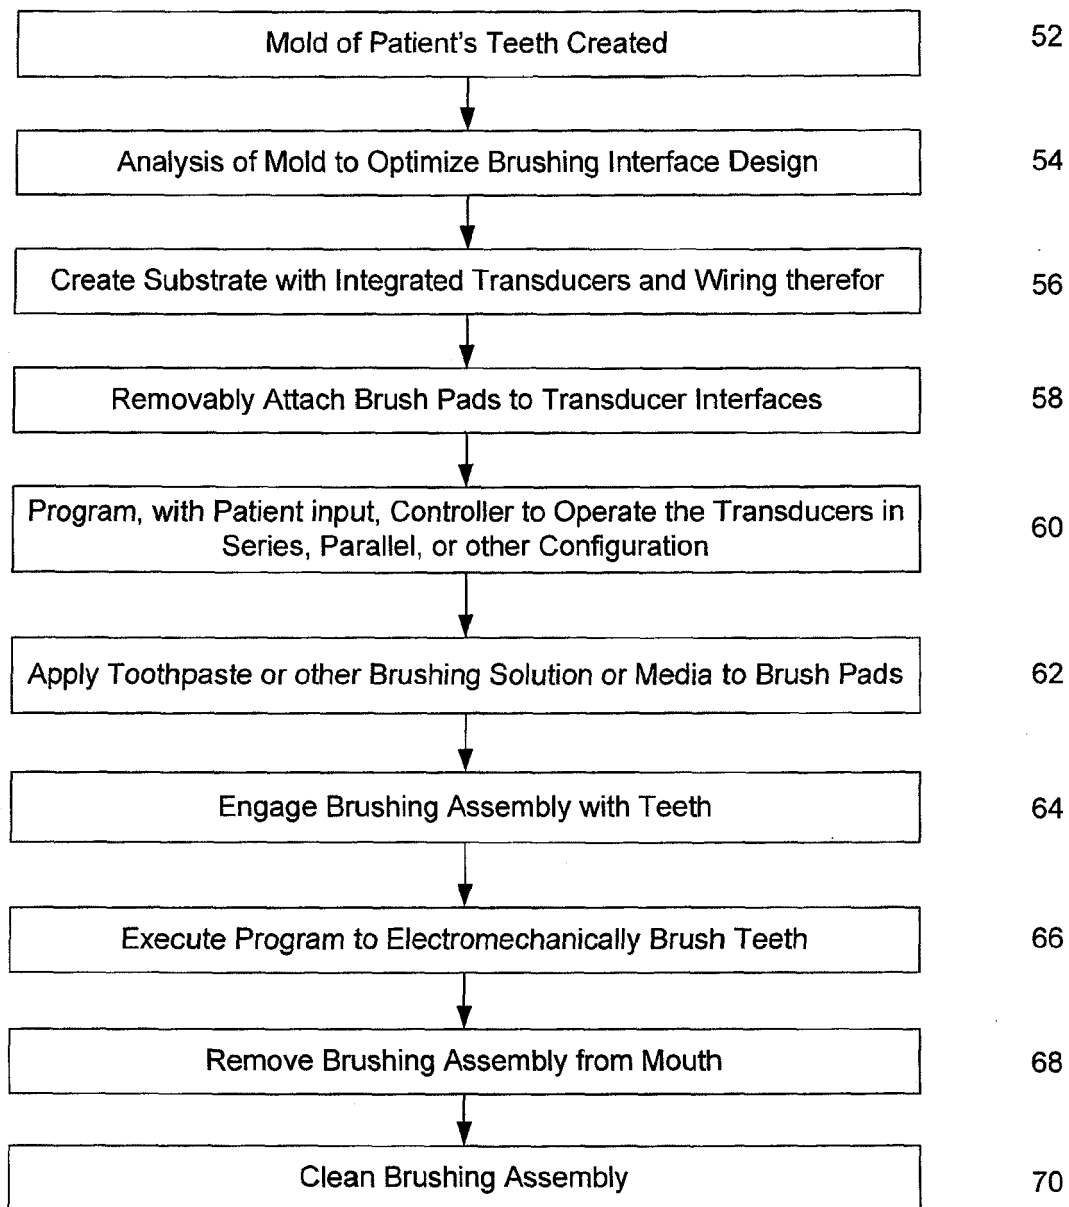 Mold of Patient's Teeth Created 52
Analysis of Mold to Optimize Brushing Interface Design 54
Create Substrate with Integrated Transducers and Wiring therefor 56
Removably Attach Brush Pads to Transducer Interfaces 58
Program, with Patient input, Controller to Operate the Transducers in
Series, Parallel, or other Configuration 60
Apply Toothpaste or other Brushing Solution or Media to Brush Pads 62
Engage Brushing Assembly with Teeth 64
Execute Program to Electromechanically Brush Teeth 66
Remove Brushing Assembly from Mouth 68
Clean Brushing Assembly 70